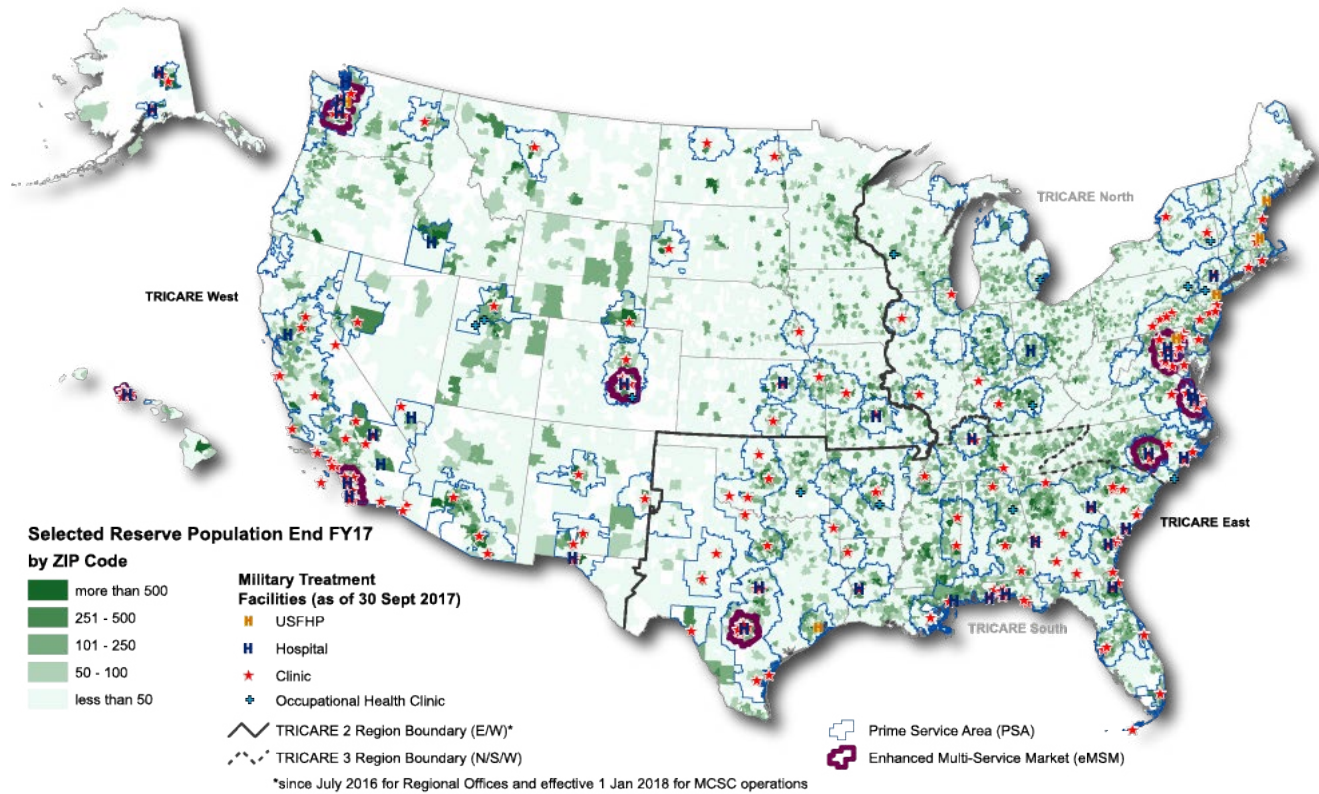 TRICARE North
TRICARE West
TRICARE East
TRICARE South
Selected Reserve Population End FY17
by ZIP Code
more than 500
251 - 500
101 - 250
50 - 100
less than 50
Military Treatment
Facilities (as of 30 Sept 2017)
H USFHP
H Hospital
Clinic
Occupational Health Clinic
TRICARE 2 Region Boundary (E/W)*
TRICARE 3 Region Boundary (N/S/W)
*since July 2016 for Regional Offices and effective 1 Jan 2018 for MCSC operations
Prime Service Area (PSA)
Enhanced Multi-Service Market (eMSM)